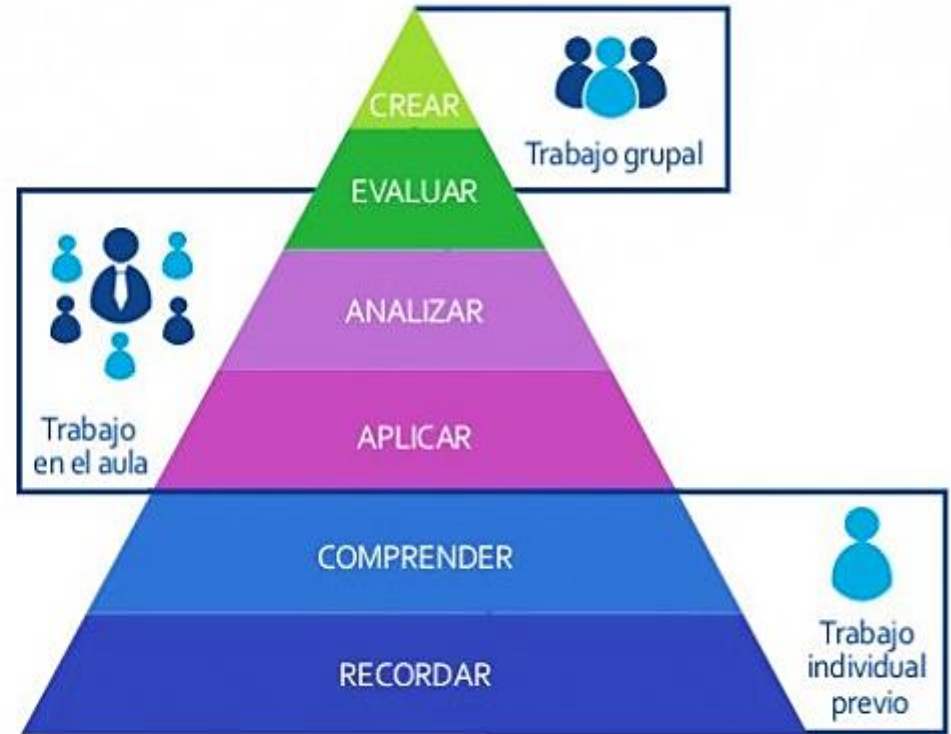 CREAR
Trabajo grupal
EVALUAR
ANALIZAR
Trabajo
en el aula
APLICAR
COMPRENDER
RECORDAR
Trabajo
individual
previo